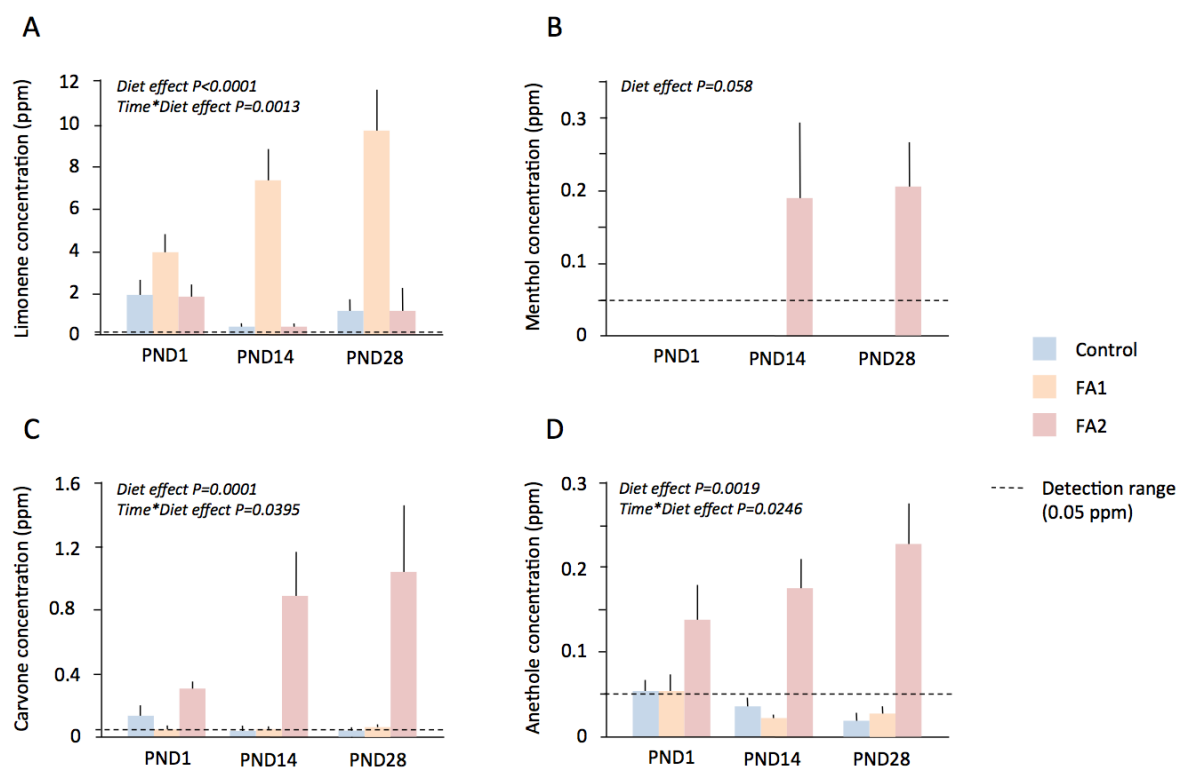 A
Limonene concentration (ppm)
Diet effect P<0.0001
Time*Diet effect P=0.0013
12
10
8
6
4
2
0
PND1
PND14
PND28
B
Menthol concentration (ppm)
Diet effect P=0.058
0.3
0.2
0.1
0
PND1
PND14
PND28
Control
FA1
FA2
Detection range
(0.05 ppm)
C
Carvone concentration (ppm)
Diet effect P=0.0001
Time*Diet effect P=0.0395
1.6
1.2
0.8
0.4
0
PND1
PND14
PND28
D
Anethole concentration (ppm)
Diet effect P=0.0019
Time*Diet effect P=0.0246
0.3
0.2
0.1
0
PND1
PND14
PND28